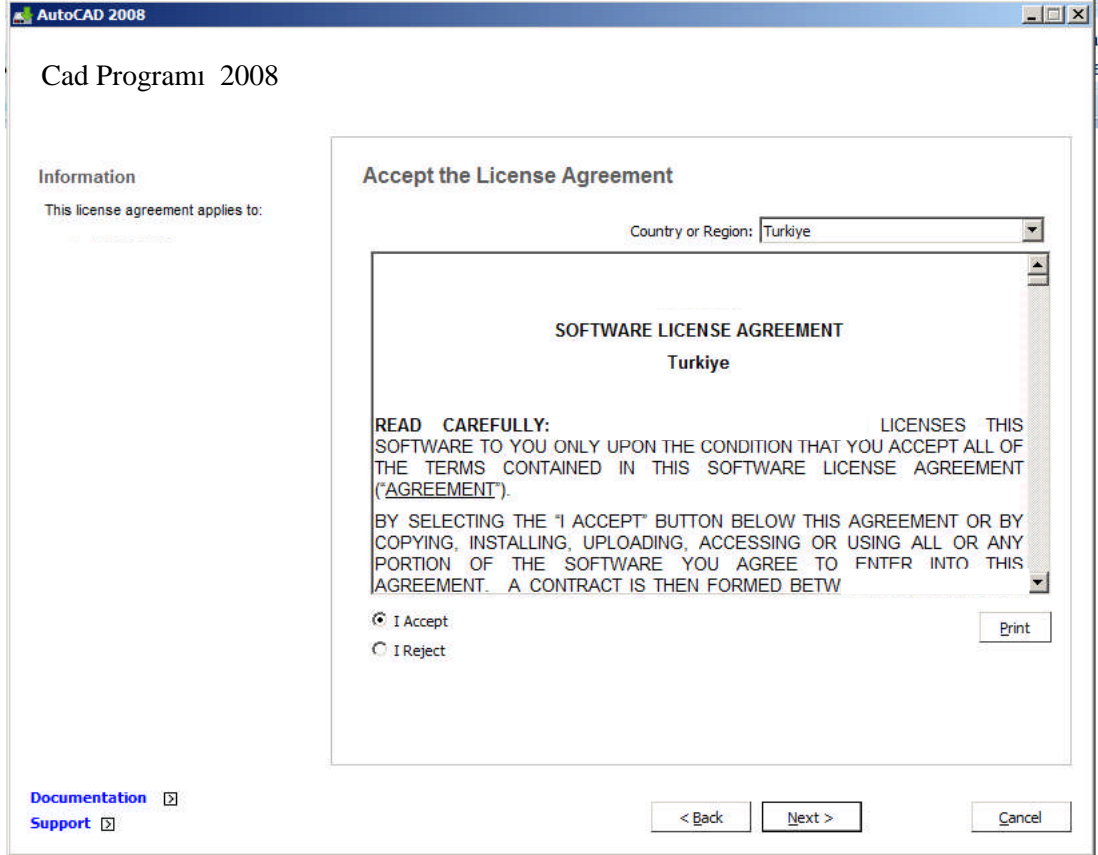 AutoCAD 2008
Cad Programı 2008
Information
This license agreement applies to:
Accept the License Agreement
Country or Region: Turkiye
SOFTWARE LICENSE AGREEMENT
Turkiye
READ CAREFULLY: LICENSES THIS
SOFTWARE TO YOU ONLY UPON THE CONDITION THAT YOU ACCEPT ALL OF
THE TERMS CONTAINED IN THIS SOFTWARE LICENSE AGREEMENT
(“AGREEMENT”).
BY SELECTING THE “I ACCEPT” BUTTON BELOW THIS AGREEMENT OR BY
COPYING, INSTALLING, UPLOADING, ACCESSING OR USING ALL OR ANY
PORTION OF THE SOFTWARE YOU AGREE TO ENTER INTO THIS
AGREEMENT. A CONTRACT IS THEN FORMED BETW
I Accept
I Reject
Print
Documentation
Support
< Back
Next >
Cancel